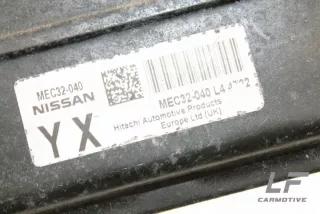 MEC32-040
NISSAN
YX
MEC32-040 L4
Hitachi Automotive Products
Europe Ltd (UK)
LF
CARMOTIVE